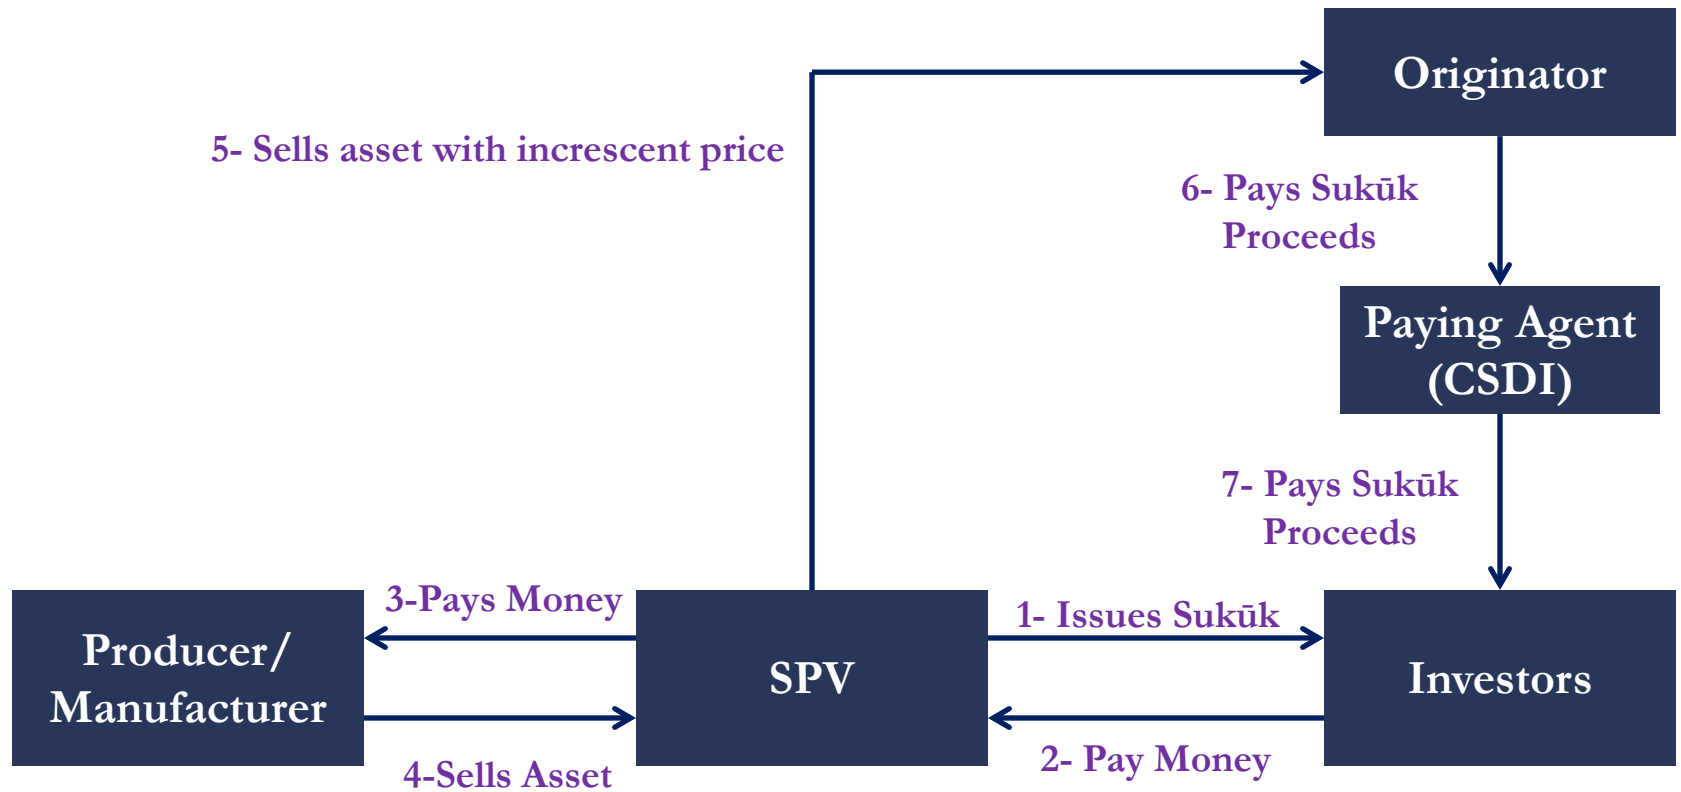 Originator
5- Sells asset with increscent price
6- Pays Sukūk
Proceeds
Paying Agent
(CSDI)
7- Pays Sukūk
Proceeds
3-Pays Money
1- Issues Sukūk
Producer/
Manufacturer
SPV
Investors
4-Sells Asset
2- Pay Money